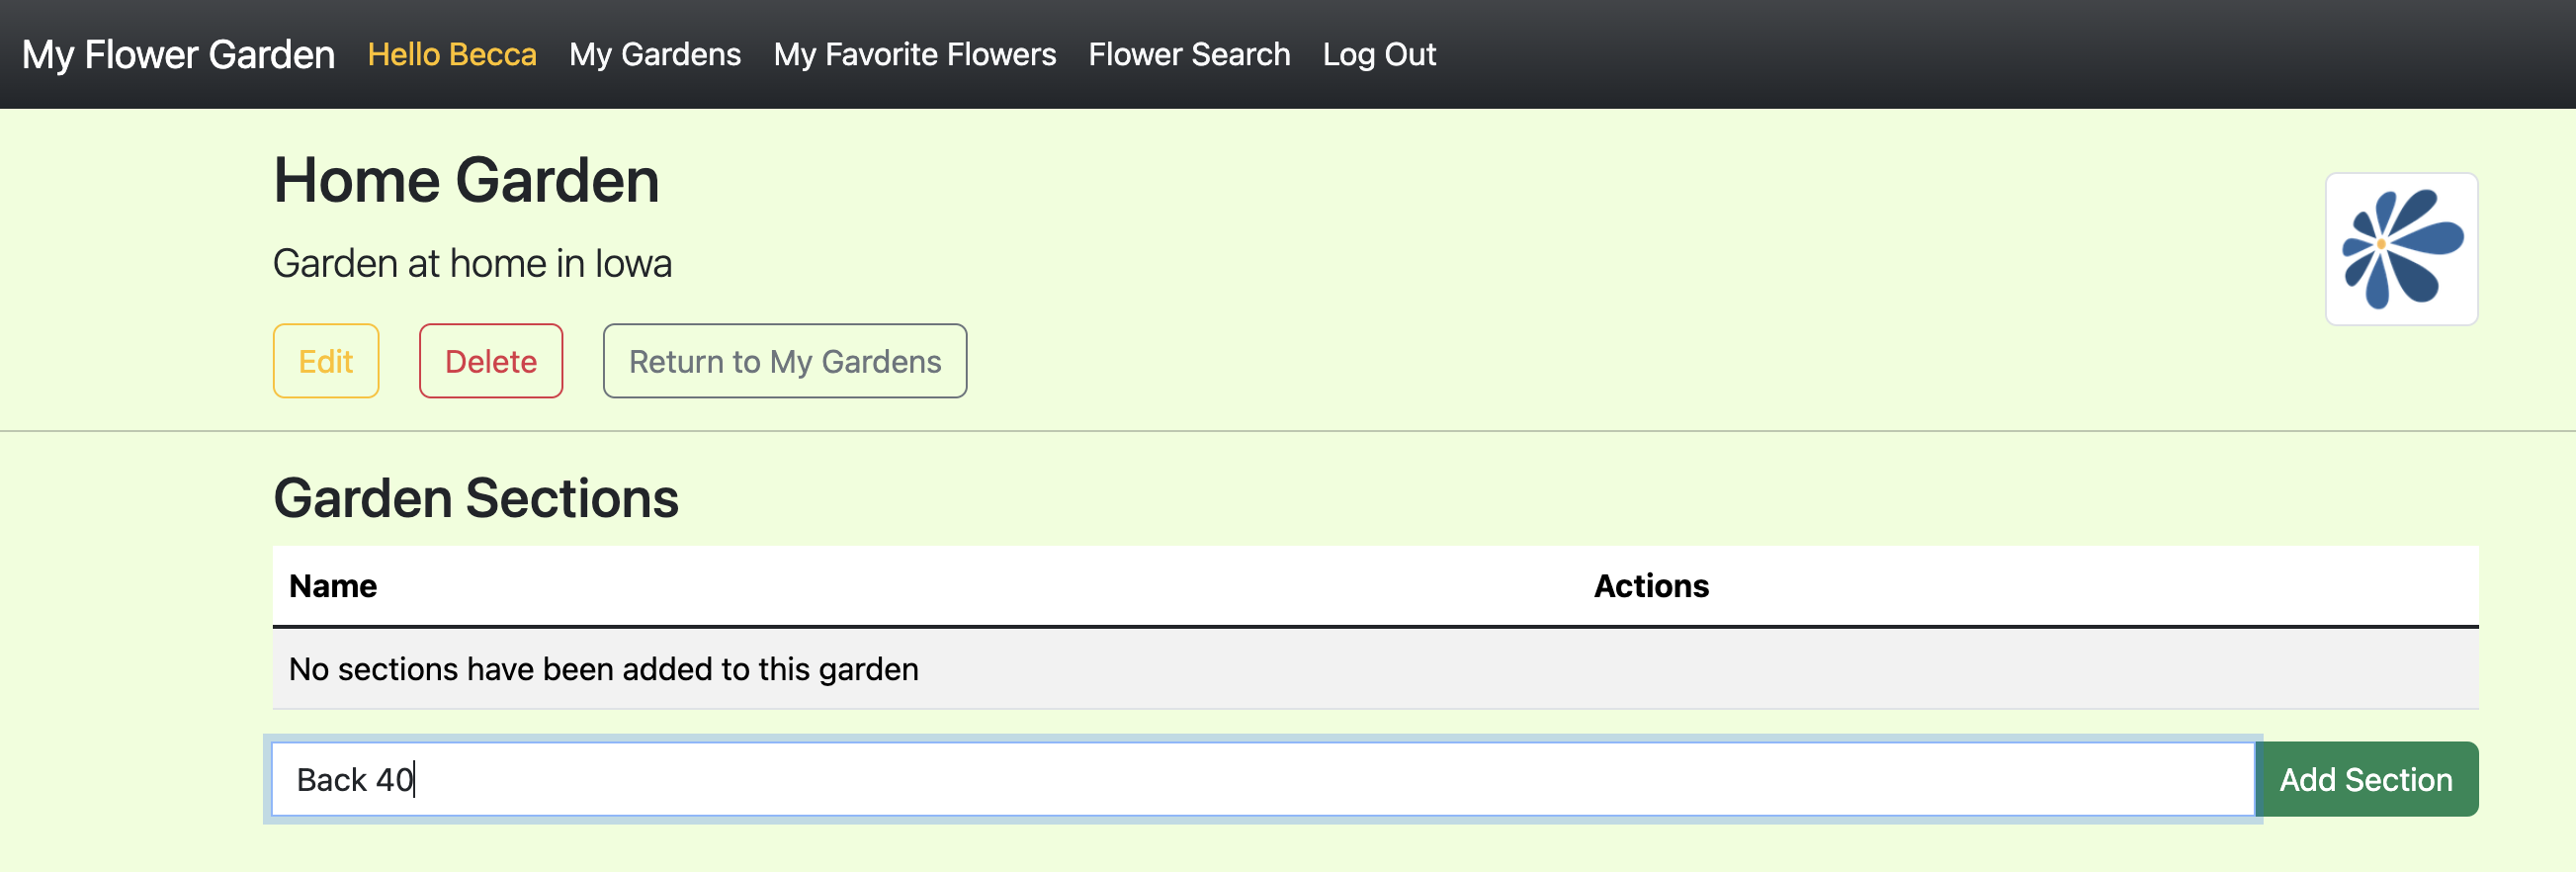 My Flower Garden Hello Becca My Gardens My Favorite Flowers Flower Search Log Out
Home Garden
Garden at home in Iowa
Edit Delete Return to My Gardens
Garden Sections
Name Actions
No sections have been added to this garden
Back 40 Add Section